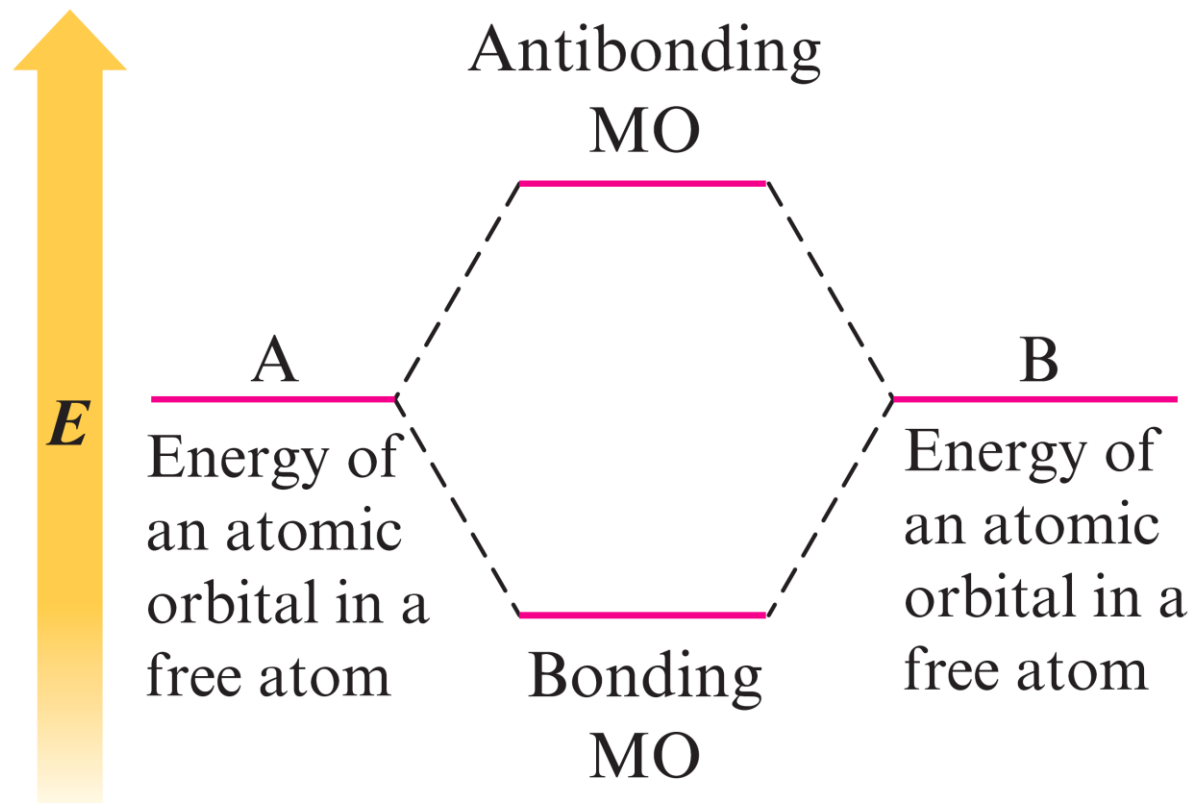 Antibonding
MO
A
B
E
Energy of
an atomic
orbital in a
free atom
Energy of
an atomic
orbital in a
free atom
Bonding
MO